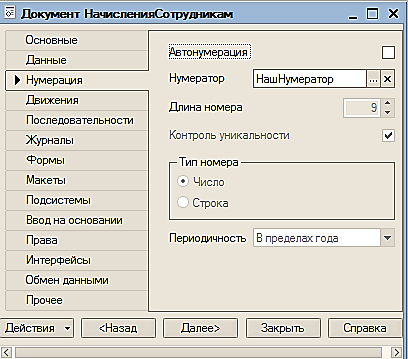 Документ НачисленияСотрудникам
Основные
Данные
Нумерация
Движения
Последовательности
Журналы
Формы
Макеты
Подсистемы
Ввод на основании
Права
Интерфейсы
Обмен данными
Прочее
Автонумерация
Нумератор НашНумератор ...
Длина номера 9
Контроль уникальности
Тип номера
Число
Строка
Периодичность В пределах года
Действия <Назад Далее> Закрыть Справка